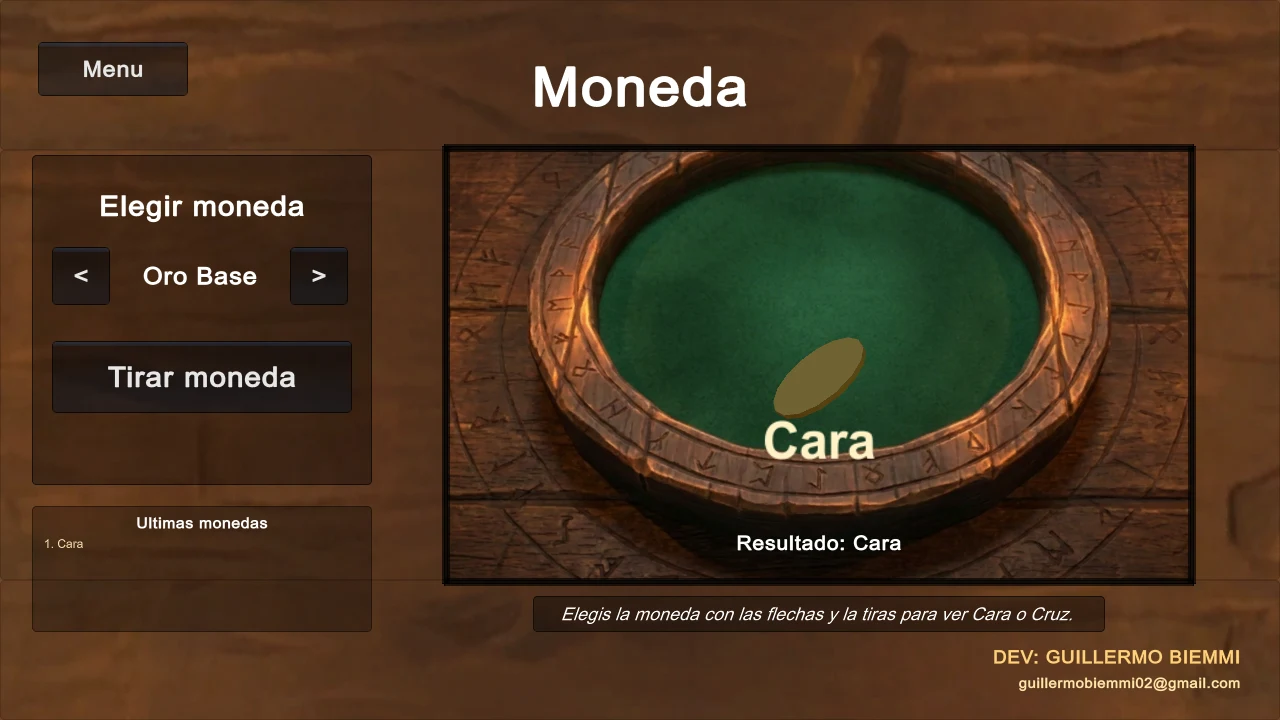 Menu
Moneda
Elegir moneda
<
Oro Base
>
Tirar moneda
Ultimas monedas
1. Cara
Cara
Resultado: Cara
Elegis la moneda con las flechas y la tiras para ver Cara o Cruz.
DEV: GUILLERMO BIEMMI
guillermobiemmi02@gmail.com